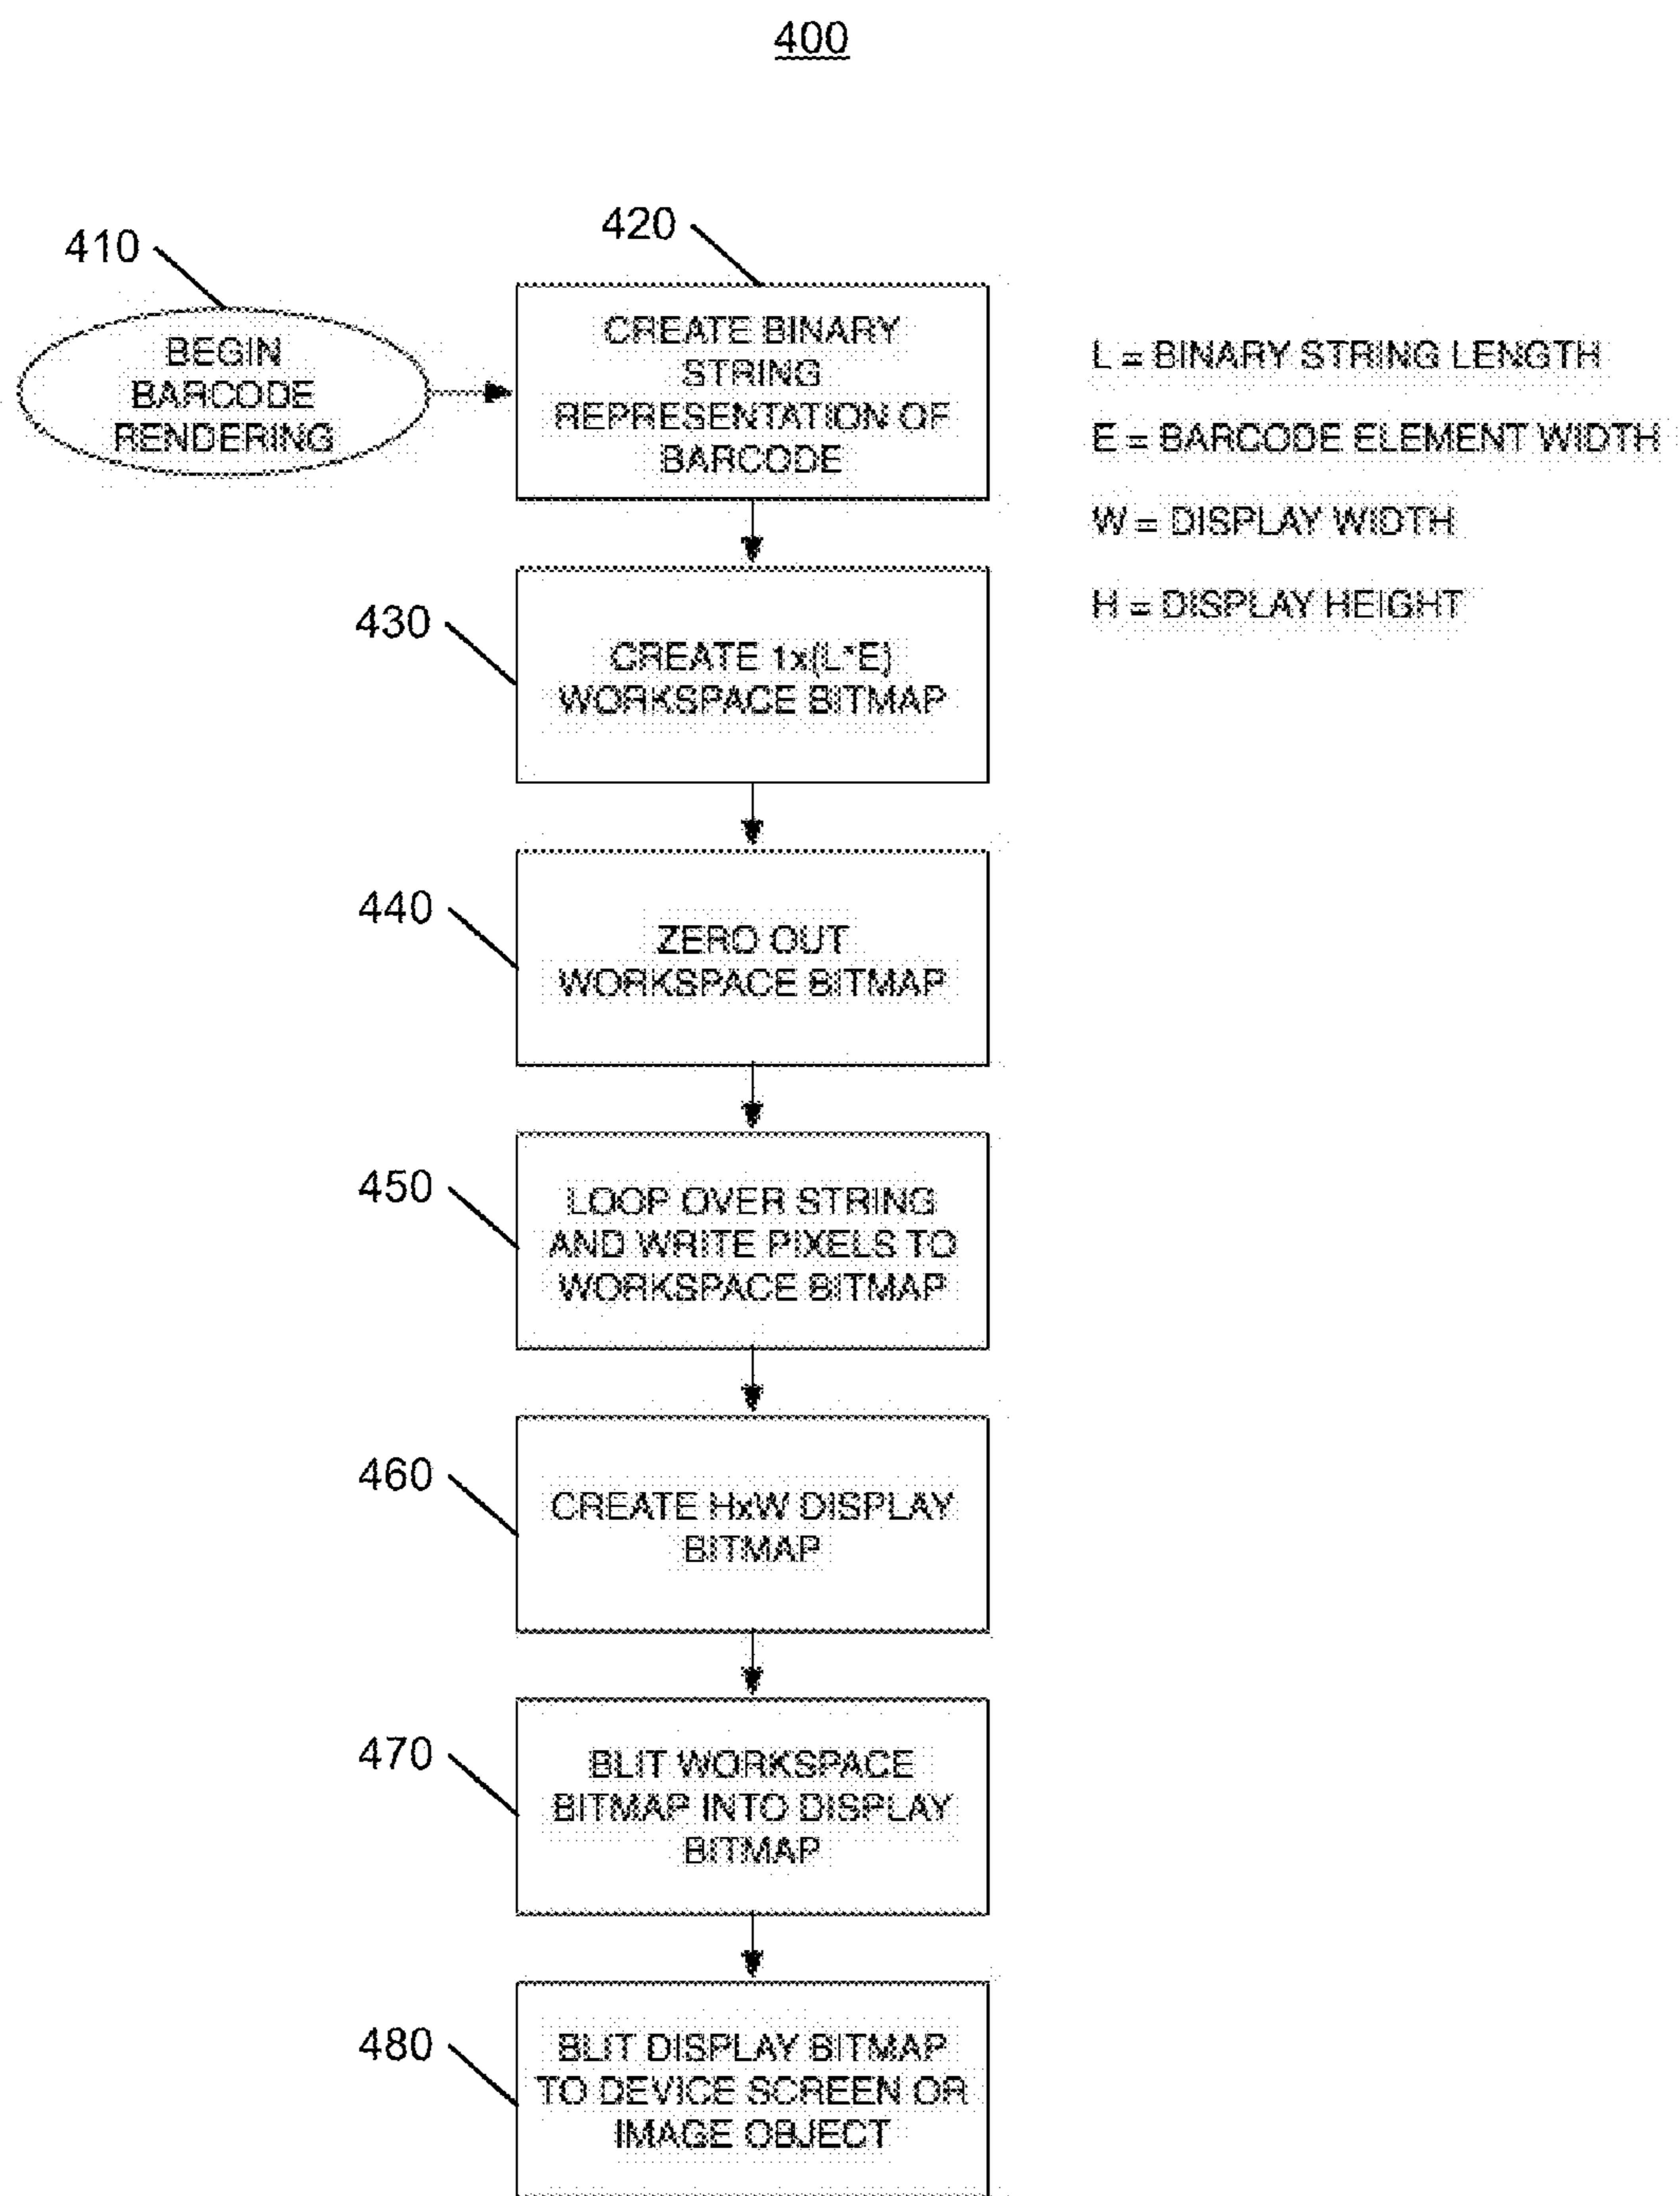 400
410
BEGIN
BARCODE
RENDERING
420
CREATE BINARY
STRING
REPRESENTATION OF
BARCODE
L = BINARY STRING LENGTH
E = BARCODE ELEMENT WIDTH
W = DISPLAY WIDTH
H = DISPLAY HEIGHT
430
CREATE 1x(L*E)
WORKSPACE BITMAP
440
ZERO OUT
WORKSPACE BITMAP
450
LOOP OVER STRING
AND WRITE PIXELS TO
WORKSPACE BITMAP
460
CREATE HxW DISPLAY
BITMAP
470
BLIT WORKSPACE
BITMAP INTO DISPLAY
BITMAP
480
BLIT DISPLAY BITMAP
TO DEVICE SCREEN OR
IMAGE OBJECT